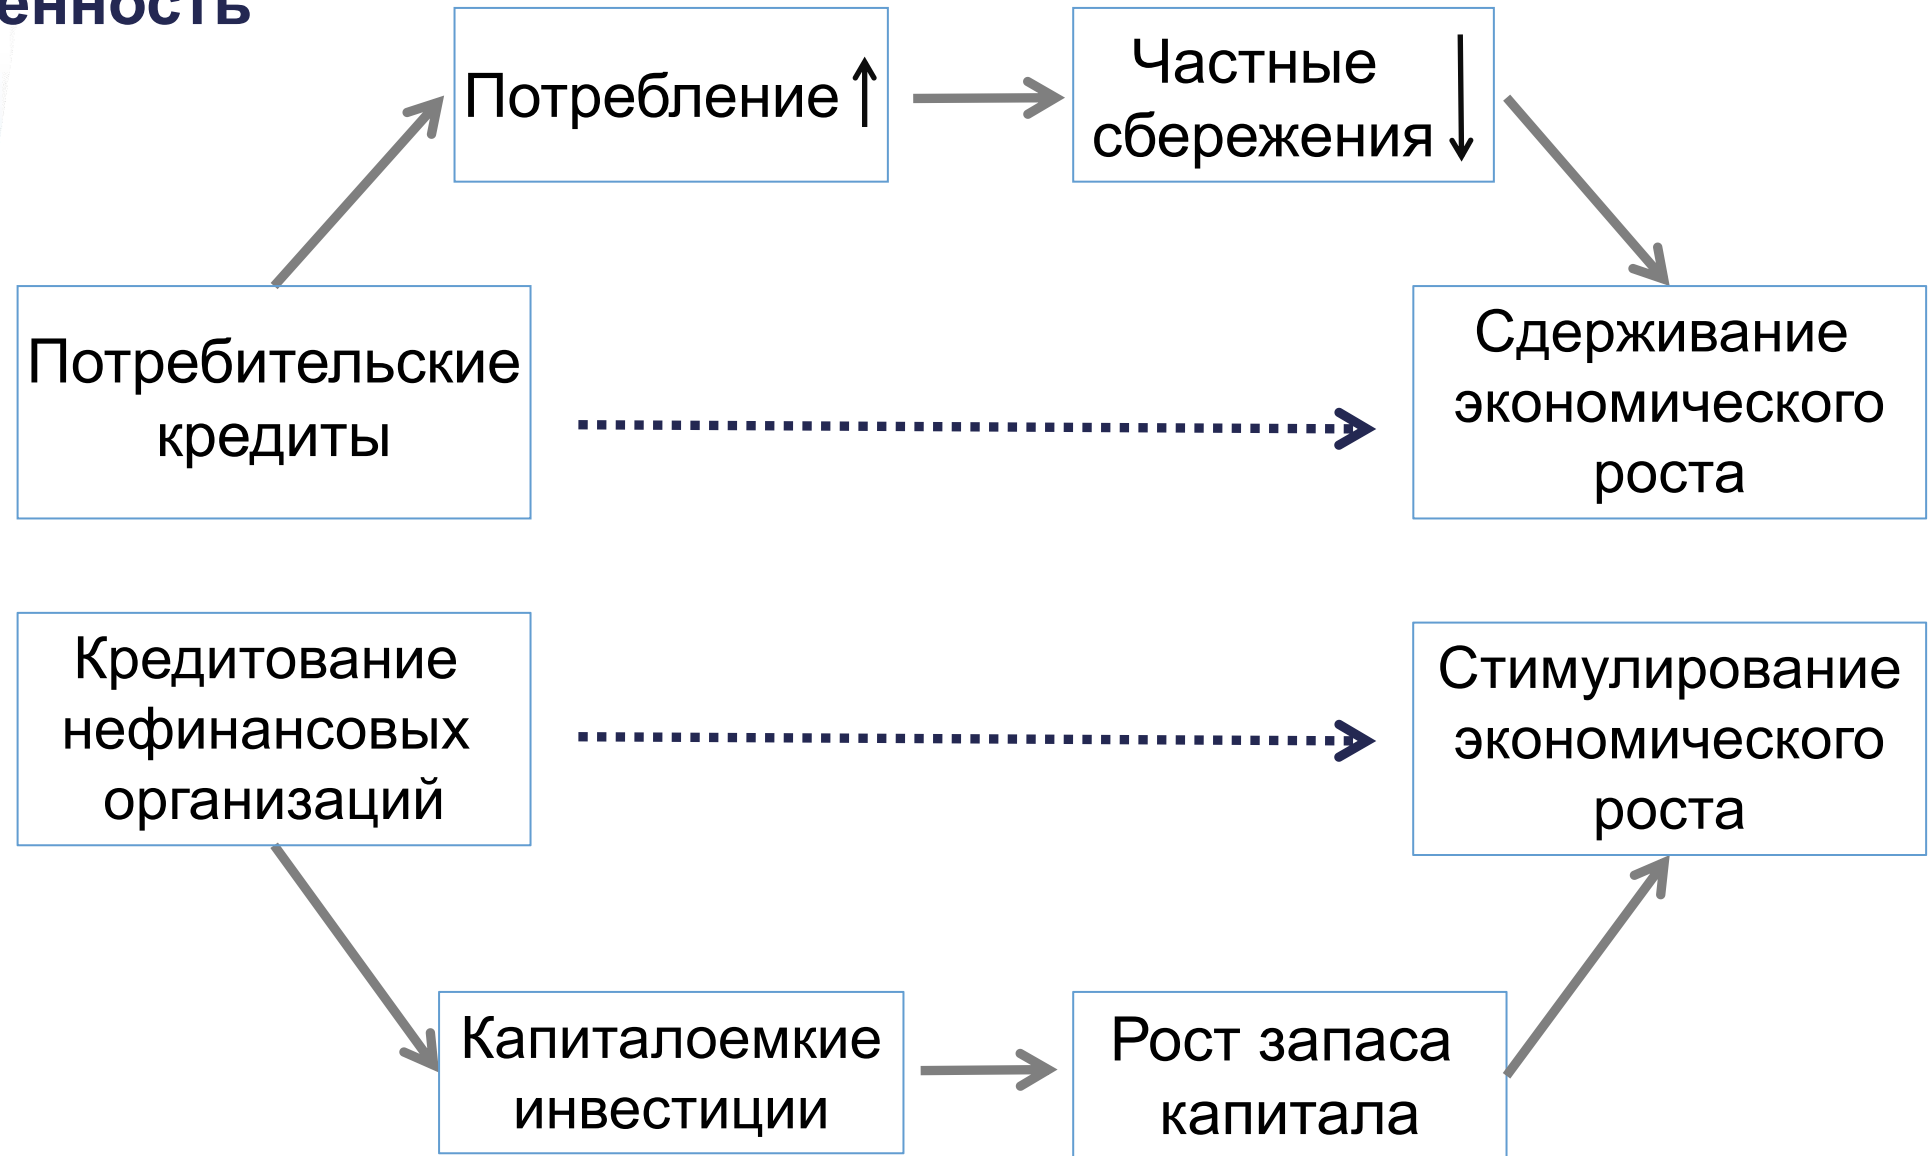 енность
Потребление
Частные
сбережения
Потребительские
кредиты
Сдерживание
экономического
роста
Кредитование
нефинансовых
организаций
Стимулирование
экономического
роста
Капиталоемкие
инвестиции
Рост запаса
капитала